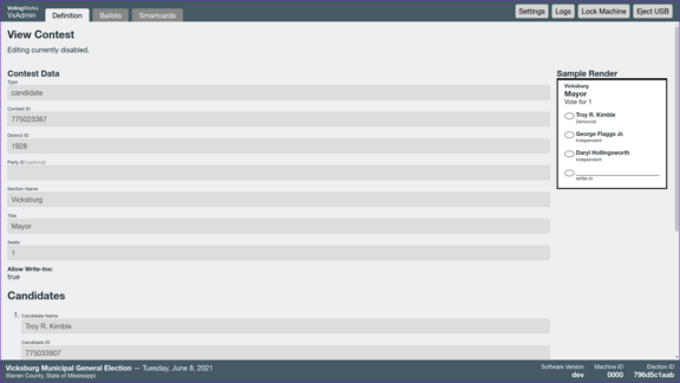 VotingWorks
VxAdmin
Definition
Ballots
Smartcards
Settings
Logs
Lock Machine
Eject USB
View Contest
Editing currently disabled.
Contest Data
Type
candidate
Contest ID
775023387
District ID
1928
Party ID (optional)
Section Name
Vicksburg
Title
Mayor
Seats
1
Allow Write-Ins:
true
Candidates
1. Candidate Name
Troy R. Kimble
Candidate ID
775033907
Sample Render
Vicksburg
Mayor
Vote for 1
Troy R. Kimble
Democrat
George Flaggs Jr.
Independent
Daryl Hollingsworth
Independent
write in
Vicksburg Municipal General Election — Tuesday, June 8, 2021
Warren County, State of Mississippi
Software Version
dev
Machine ID
0000
Election ID
796d5c1aab